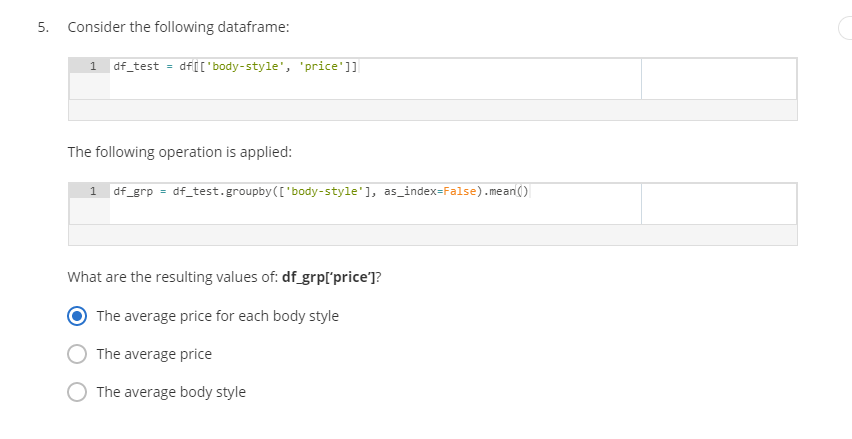 5. Consider the following dataframe:
1 df_test = df[['body-style', 'price']]
The following operation is applied:
1 df_grp = df_test.groupby(['body-style'], as_index=False).mean()
What are the resulting values of: df_grp['price']?
The average price for each body style
The average price
The average body style